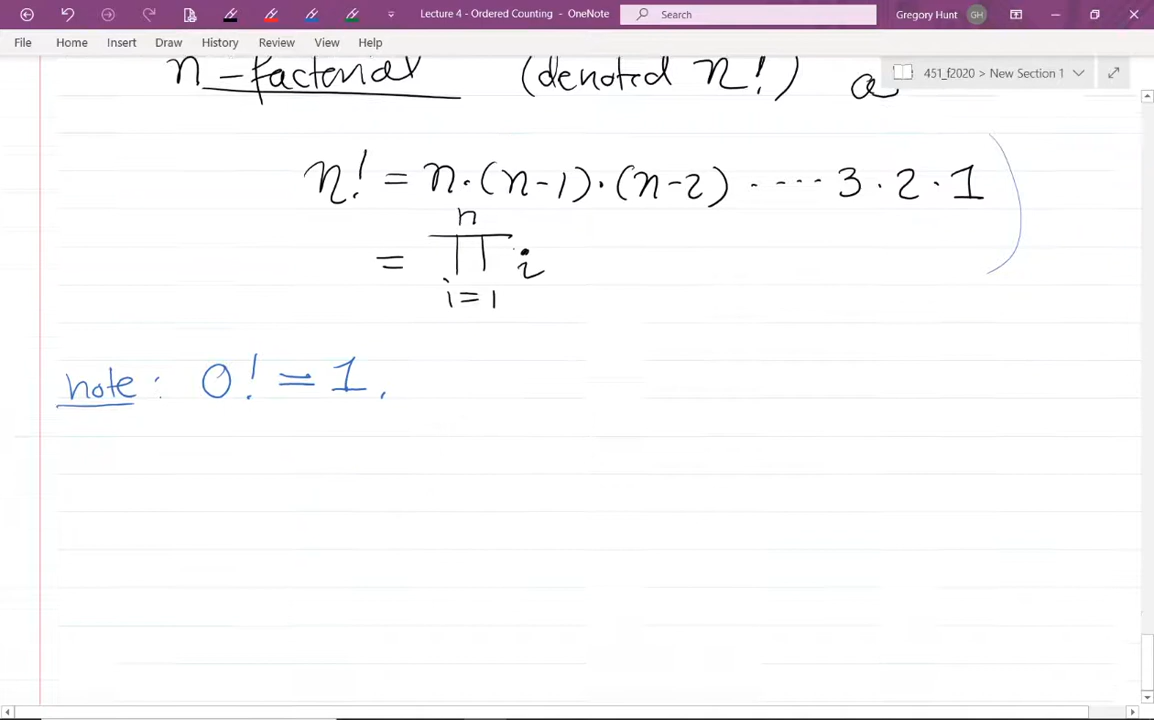 Lecture 4 - Ordered Counting - OneNote
Search
Gregory Hunt
GH
File Home Insert Draw History Review View Help
451_f2020 > New Section 1
n-factorial (denoted n!) a
n! = n·(n-1)·(n-2) · ···· 3·2·1
= ∏_{i=1}^{n} i
note: 0! = 1.